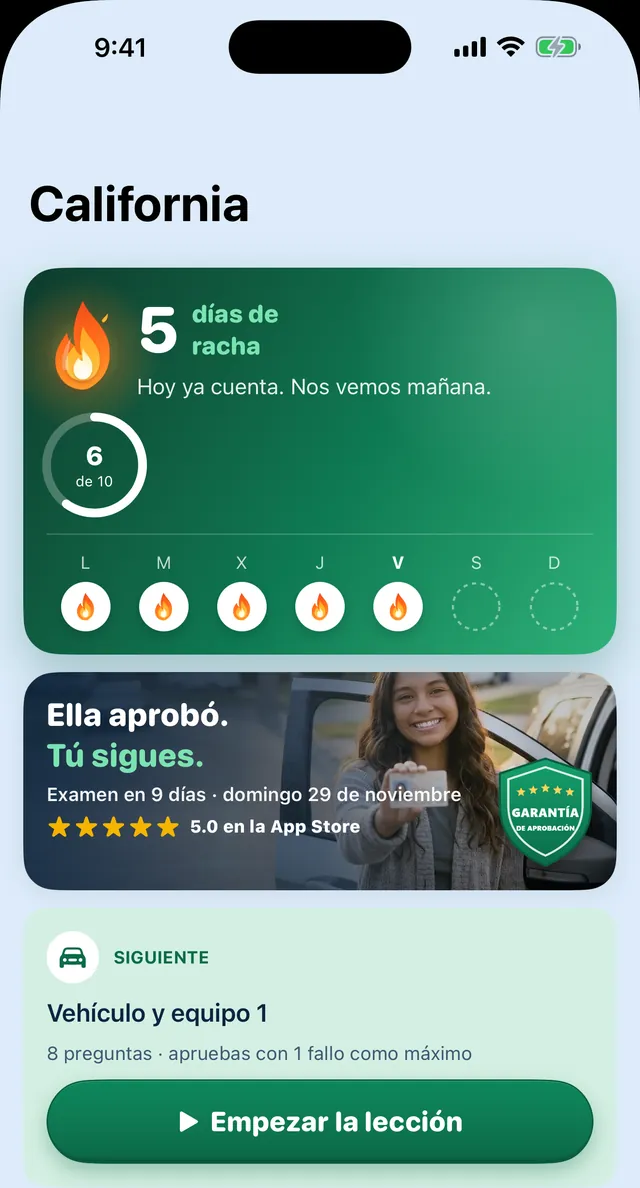 9:41
California
5 días de
racha
Hoy ya cuenta. Nos vemos mañana.
6
de 10
L M X J V S D
Ella aprobó.
Tú sigues.
Examen en 9 días · domingo 29 de noviembre
5.0 en la App Store
GARANTÍA
DE APROBACIÓN
SIGUIENTE
Vehículo y equipo 1
8 preguntas · apruebas con 1 fallo como máximo
Empezar la lección